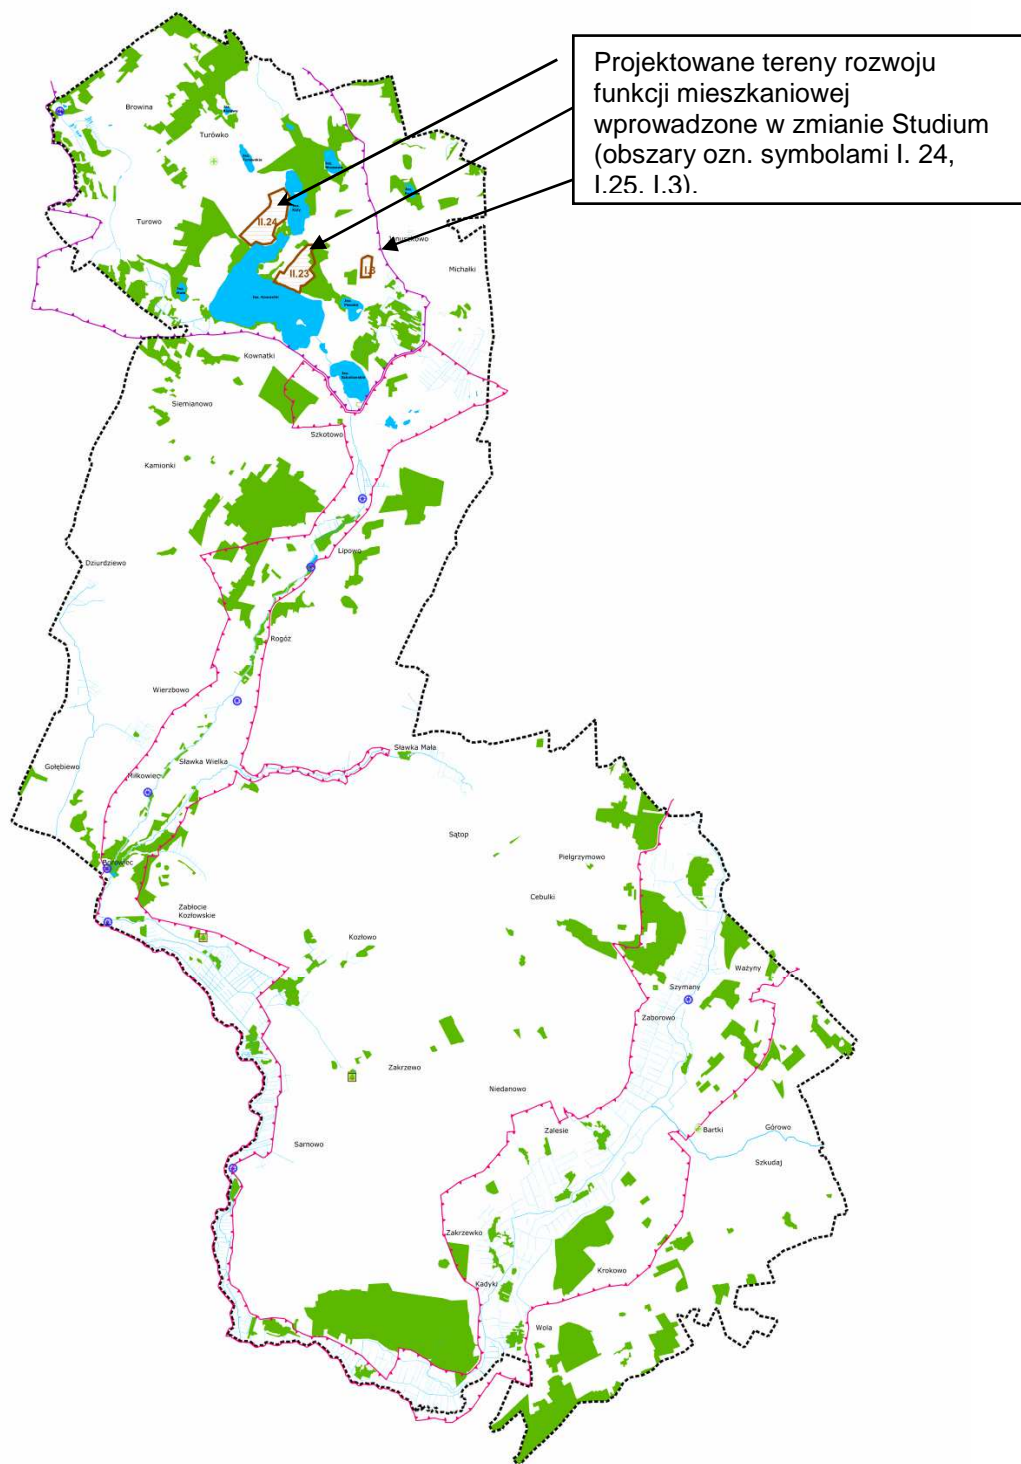 Projektowane tereny rozwoju
funkcji mieszkaniowej
wprowadzone w zmianie Studium
(obszary ozn. symbolami I. 24,
I.25, I.3).
Browina
Turówko
Turowo
II.24
II.23
I.3
Michałki
Kownatki
Siemianowo
Szkotowo
Kamionki
Lipowo
Dziurdziewo
Rogóż
Wierzbowo
Sławka Wielka
Sławka Mała
Gołębiewo
Miłkowiec
Sątop
Pielgrzymowo
Borowiec
Cebulki
Zabłocie
Kozłowskie
Kozłowo
Ważyny
Szymany
Zaborowo
Zakrzewo
Niedanowo
Zalesie
Bartki
Górowo
Sarnowo
Szkudaj
Zakrzewko
Krokowo
Kadyki
Wola